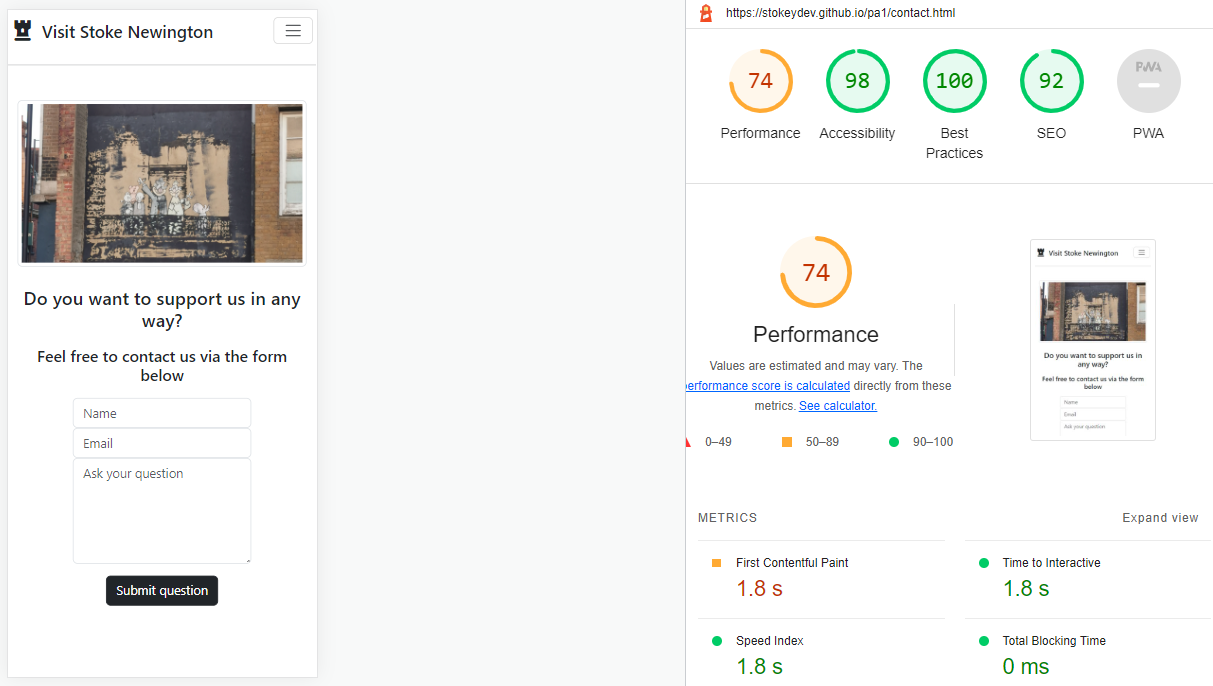 Visit Stoke Newington
Do you want to support us in any
way?
Feel free to contact us via the form
below
Name
Email
Ask your question
Submit question
https://stokeydev.github.io/pa1/contact.html
74
98
100
92
PWA
Performance
Accessibility
Best
Practices
SEO
PWA
74
Performance
Values are estimated and may vary. The
performance score is calculated directly from these
metrics. See calculator.
0–49
50–89
90–100
Visit Stoke Newington
Do you want to support us in
any way?
Feel free to contact us via the form
below
Name
Email
Ask your question
METRICS
Expand view
First Contentful Paint
1.8 s
Time to Interactive
1.8 s
Speed Index
1.8 s
Total Blocking Time
0 ms